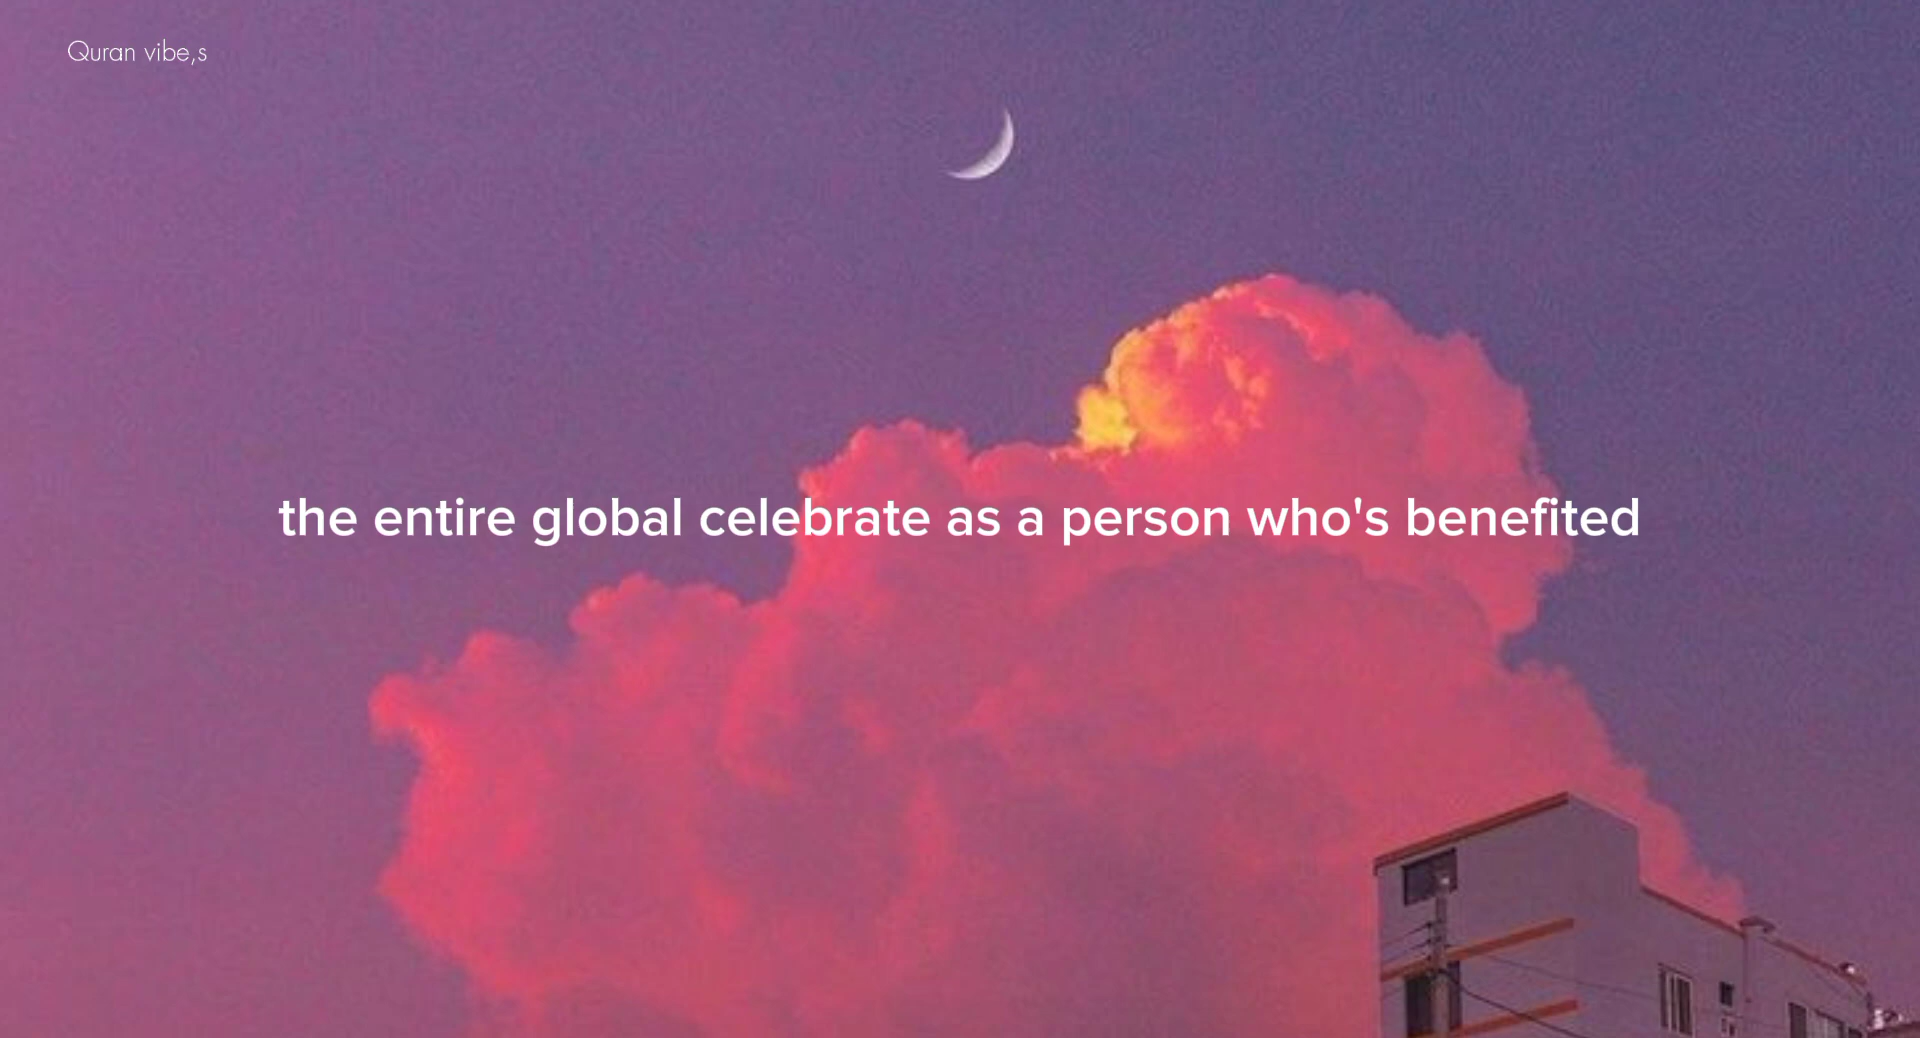 Quran vibe,s
the entire global celebrate as a person who's benefited